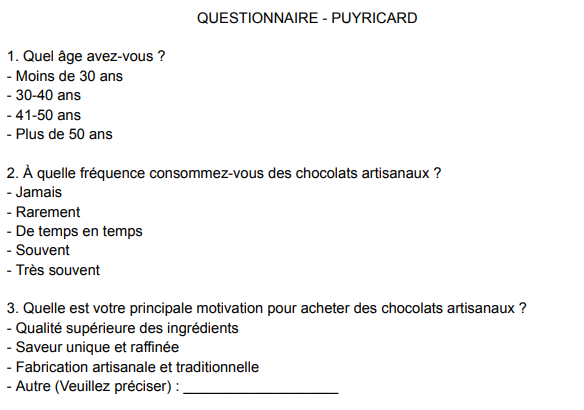 QUESTIONNAIRE - PUYRICARD
1. Quel âge avez-vous ?
- Moins de 30 ans
- 30-40 ans
- 41-50 ans
- Plus de 50 ans
2. À quelle fréquence consommez-vous des chocolats artisanaux ?
- Jamais
- Rarement
- De temps en temps
- Souvent
- Très souvent
3. Quelle est votre principale motivation pour acheter des chocolats artisanaux ?
- Qualité supérieure des ingrédients
- Saveur unique et raffinée
- Fabrication artisanale et traditionnelle
- Autre (Veuillez préciser) : ___________________